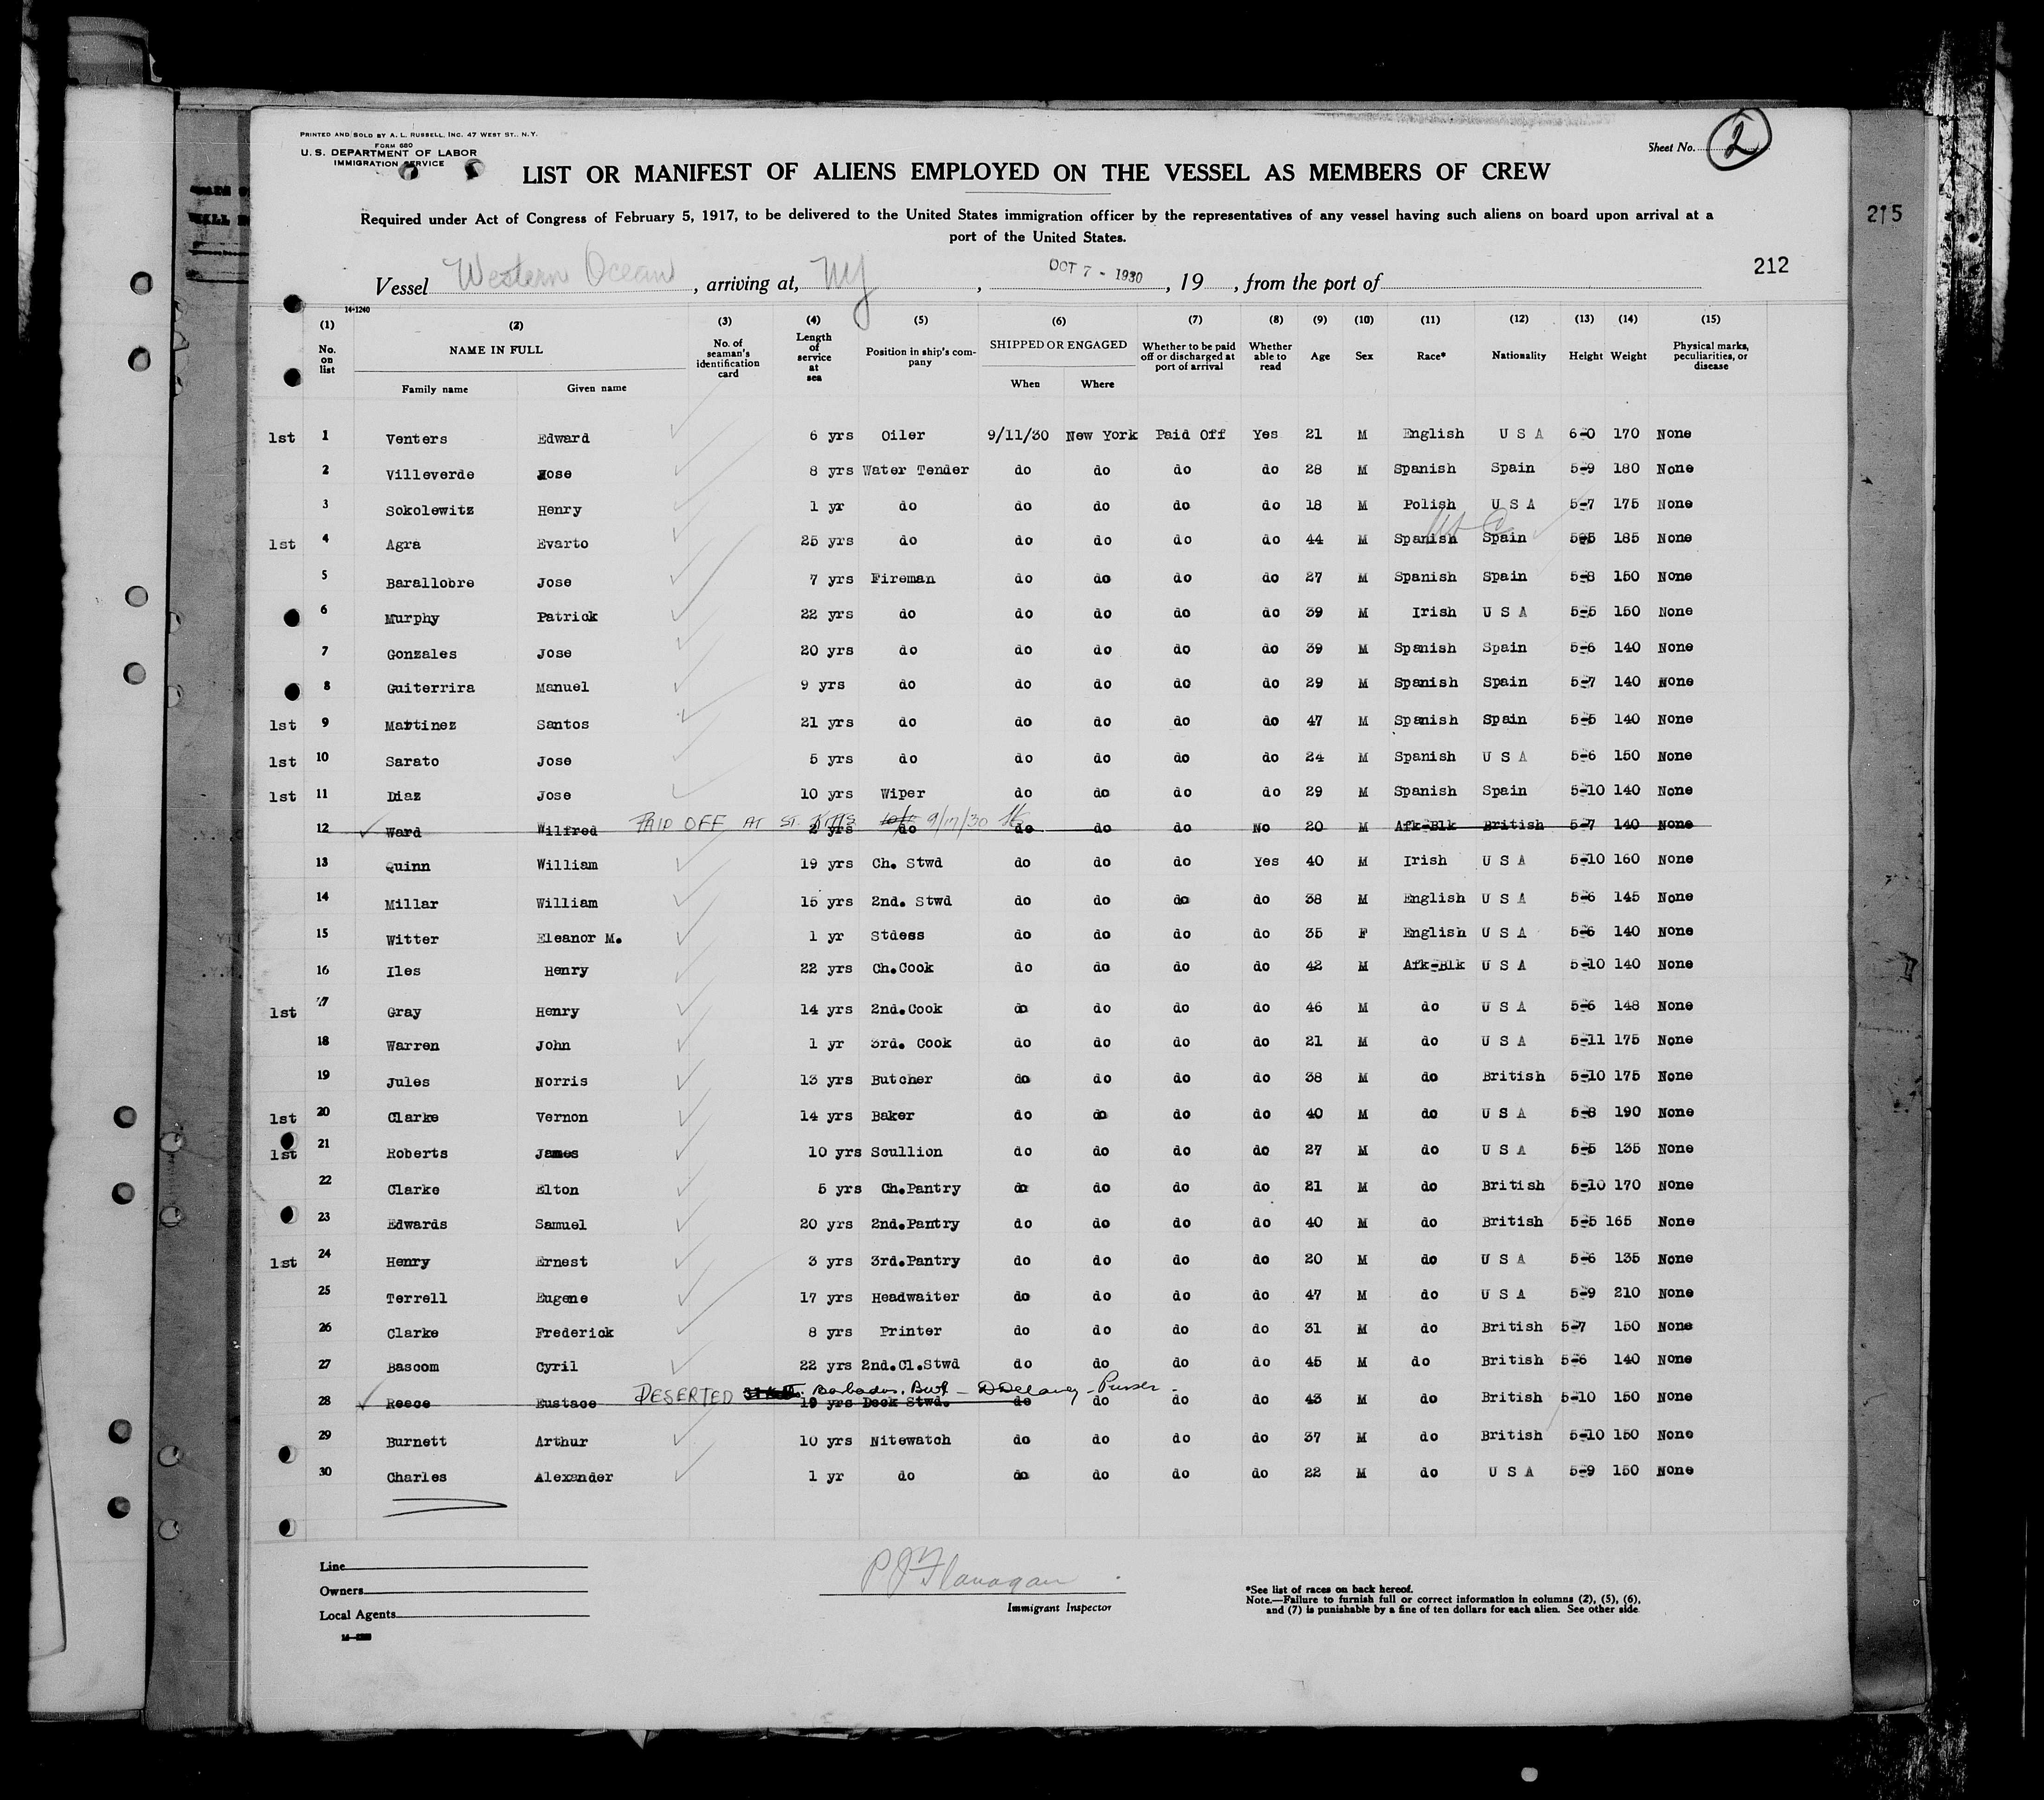 PRINTED AND SOLD BY A. L. RUSSELL, INC. 47 WEST ST., N.Y.
FORM 680
U. S. DEPARTMENT OF LABOR
IMMIGRATION SERVICE
Sheet No. 2
LIST OR MANIFEST OF ALIENS EMPLOYED ON THE VESSEL AS MEMBERS OF CREW
Required under Act of Congress of February 5, 1917, to be delivered to the United States immigration officer by the representatives of any vessel having such aliens on board upon arrival at a
port of the United States.
215
212
Vessel Western Ocean, arriving at, NY, OCT 7 - 1930, 19, from the port of
14-1240
(1) (2) (3) (4) (5) (6) (7) (8) (9) (10) (11) (12) (13) (14) (15)
No. on list NAME IN FULL Family name Given name No. of seaman's identification card Length of service at sea Position in ship's company SHIPPED OR ENGAGED When Where Whether to be paid off or discharged at port of arrival Whether able to read Age Sex Race* Nationality Height Weight Physical marks, peculiarities, or disease
1st 1 Venters Edward 6 yrs Oiler 9/11/30 New York Paid Off Yes 21 M English U S A 6-0 170 None
2 Villeverde Jose 8 yrs Water Tender do do do do 28 M Spanish Spain 5-9 180 None
3 Sokolewitz Henry 1 yr do do do do do 18 M Polish U S A 5-7 175 None
1st 4 Agra Evarto 25 yrs do do do do do 44 M Spanish Spain 5-5 185 None
5 Barallobre Jose 7 yrs Fireman do do do do 27 M Spanish Spain 5-8 150 None
6 Murphy Patrick 22 yrs do do do do do 39 M Irish U S A 5-5 150 None
7 Gonzales Jose 20 yrs do do do do do 39 M Spanish Spain 5-6 140 None
8 Guiterrira Manuel 9 yrs do do do do do 29 M Spanish Spain 5-7 140 None
1st 9 Martinez Santos 21 yrs do do do do do 47 M Spanish Spain 5-5 140 None
1st 10 Sarato Jose 5 yrs do do do do do 24 M Spanish U S A 5-6 150 None
1st 11 Diaz Jose 10 yrs Wiper do do do do 29 M Spanish Spain 5-10 140 None
PAID OFF AT ST. KITTS 9/17/30
12 Ward Wilfred 2 yrs do do do do No 20 M Afk-Blk British 5-7 140 None
13 Quinn William 19 yrs Ch. Stwd do do do Yes 40 M Irish U S A 5-10 160 None
14 Millar William 15 yrs 2nd. Stwd do do do do 38 M English U S A 5-6 145 None
15 Witter Eleanor M. 1 yr Stdess do do do do 35 F English U S A 5-6 140 None
16 Iles Henry 22 yrs Ch.Cook do do do do 42 M Afk-Blk U S A 5-10 140 None
1st 17 Gray Henry 14 yrs 2nd.Cook do do do do 46 M do U S A 5-6 148 None
18 Warren John 1 yr 3rd. Cook do do do do 21 M do U S A 5-11 175 None
19 Jules Norris 13 yrs Butcher do do do do 38 M do British 5-10 175 None
1st 20 Clarke Vernon 14 yrs Baker do do do do 40 M do U S A 5-8 190 None
1st 21 Roberts James 10 yrs Scullion do do do do 27 M do U S A 5-5 135 None
22 Clarke Elton 5 yrs Ch.Pantry do do do do 21 M do British 5-10 170 None
23 Edwards Samuel 20 yrs 2nd.Pantry do do do do 40 M do British 5-5 165 None
1st 24 Henry Ernest 3 yrs 3rd.Pantry do do do do 20 M do U S A 5-6 135 None
25 Terrell Eugene 17 yrs Headwaiter do do do do 47 M do U S A 5-9 210 None
26 Clarke Frederick 8 yrs Printer do do do do 31 M do British 5-7 150 None
27 Bascom Cyril 22 yrs 2nd.Cl.Stwd do do do do 45 M do British 5-6 140 None
DESERTED Barbados. BWI - D Delaney - Purser
28 Reece Eustace 19 yrs Deck Stwd. do do do do 43 M do British 5-10 150 None
29 Burnett Arthur 10 yrs Nitewatch do do do do 37 M do British 5-10 150 None
30 Charles Alexander 1 yr do do do do do 22 M do U S A 5-9 150 None
Line
Owners
Local Agents
P J Flanagan
Immigrant Inspector
*See list of races on back hereof.
Note.—Failure to furnish full or correct information in columns (2), (5), (6),
and (7) is punishable by a fine of ten dollars for each alien. See other side